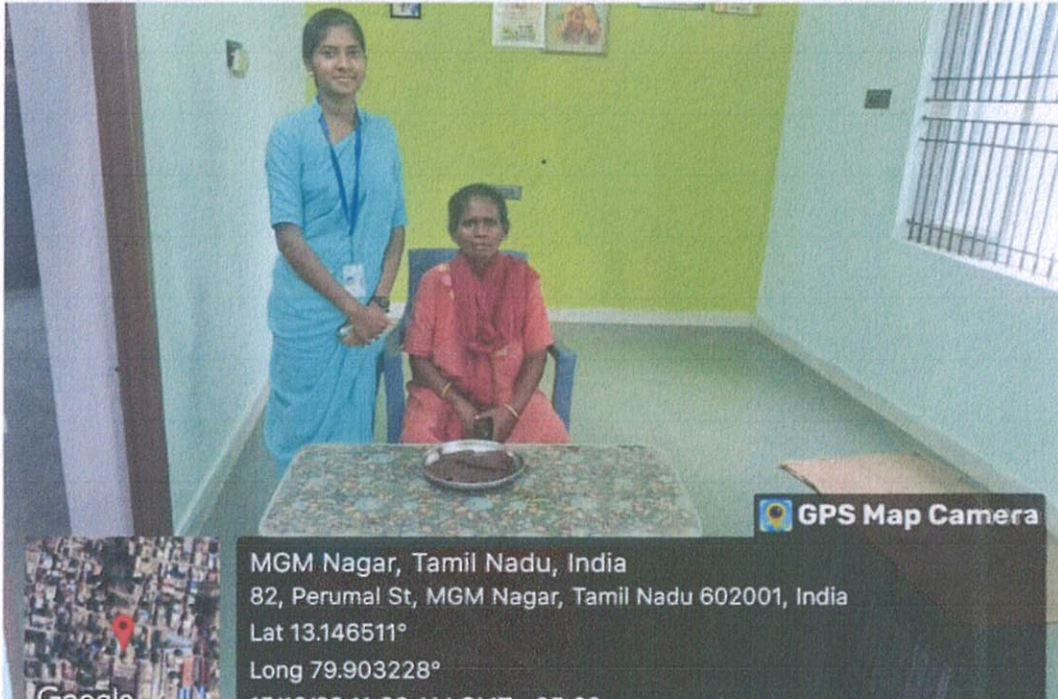 GPS Map Camera
MGM Nagar, Tamil Nadu, India
82, Perumal St, MGM Nagar, Tamil Nadu 602001, India
Lat 13.146511°
Long 79.903228°
Google